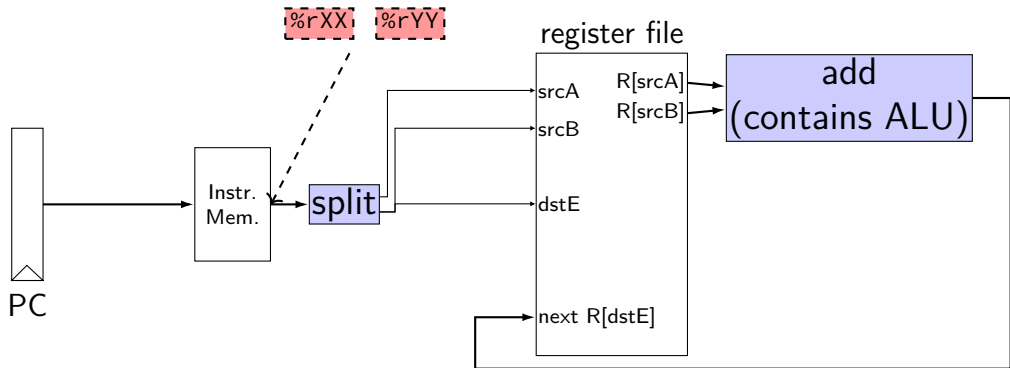 %rXX %rYY
register file
srcA
srcB
dstE
next R[dstE]
R[srcA]
R[srcB]
add
(contains ALU)
Instr.
Mem.
split
PC